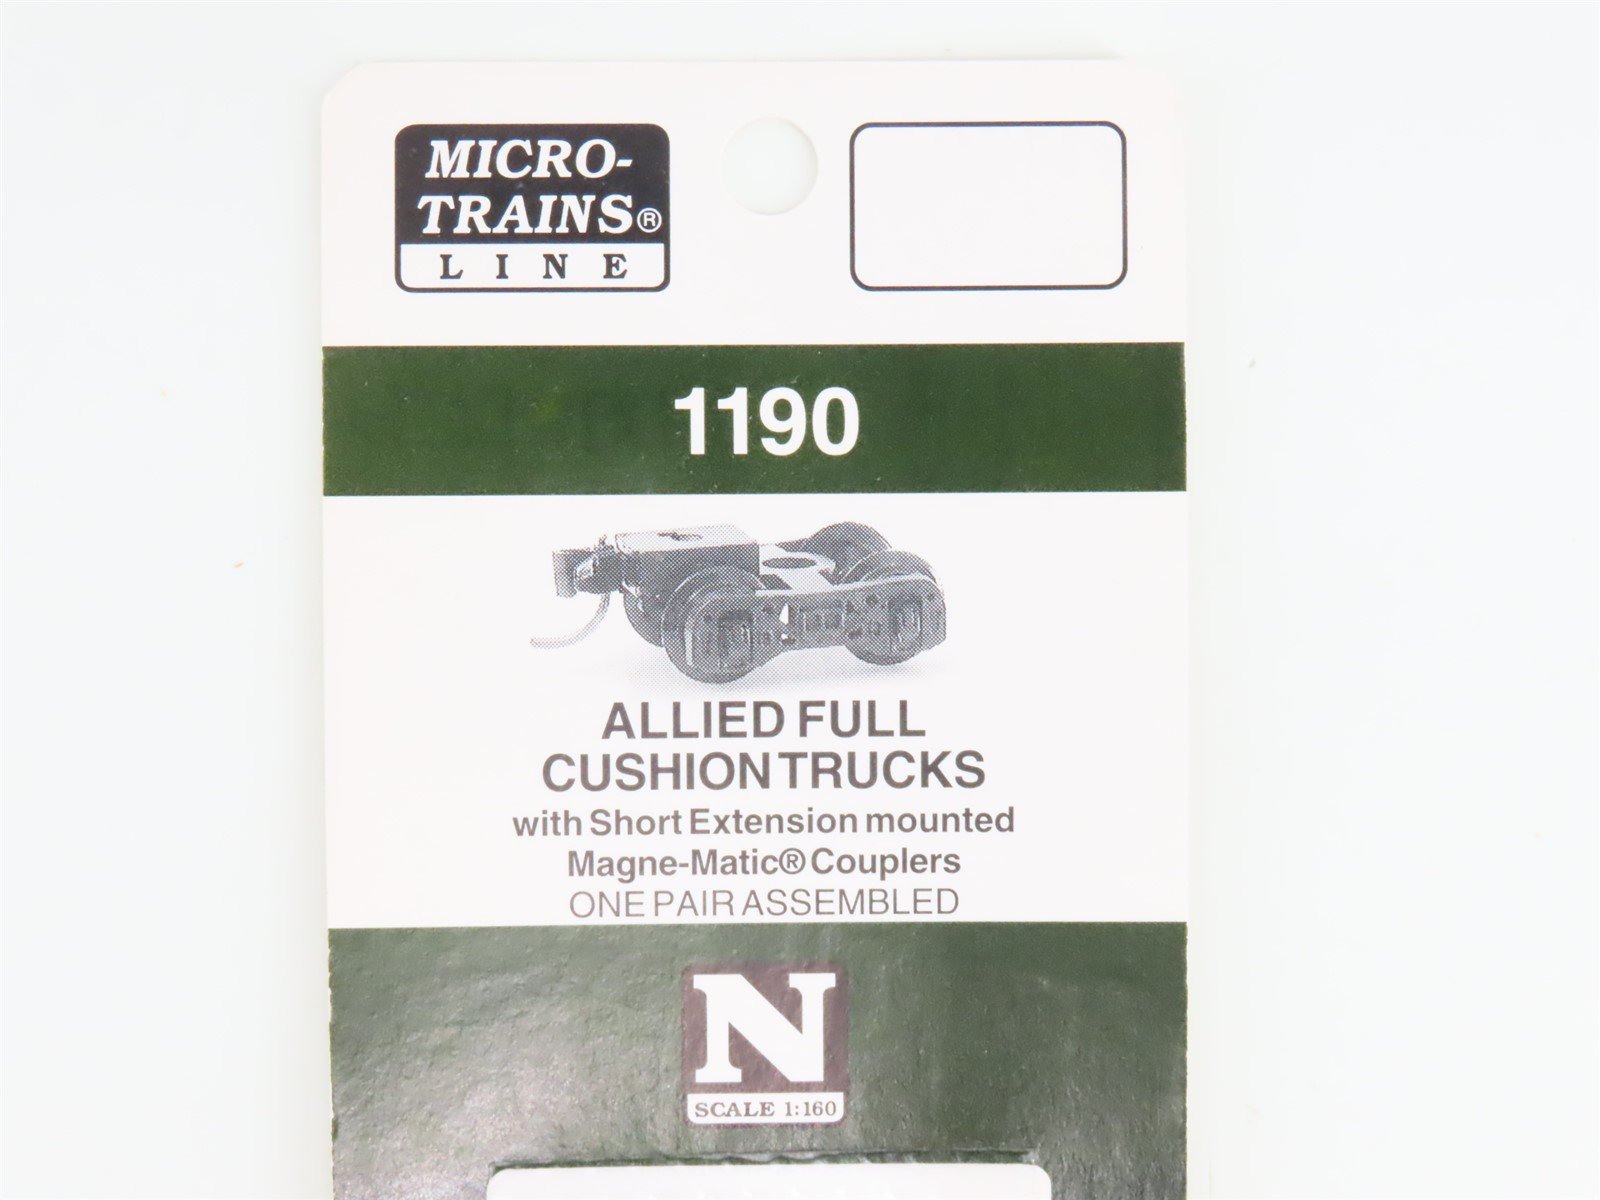 MICRO-
TRAINS®
LINE
1190
ALLIED FULL
CUSHION TRUCKS
with Short Extension mounted
Magne-Matic® Couplers
ONE PAIR ASSEMBLED
N
SCALE 1:160